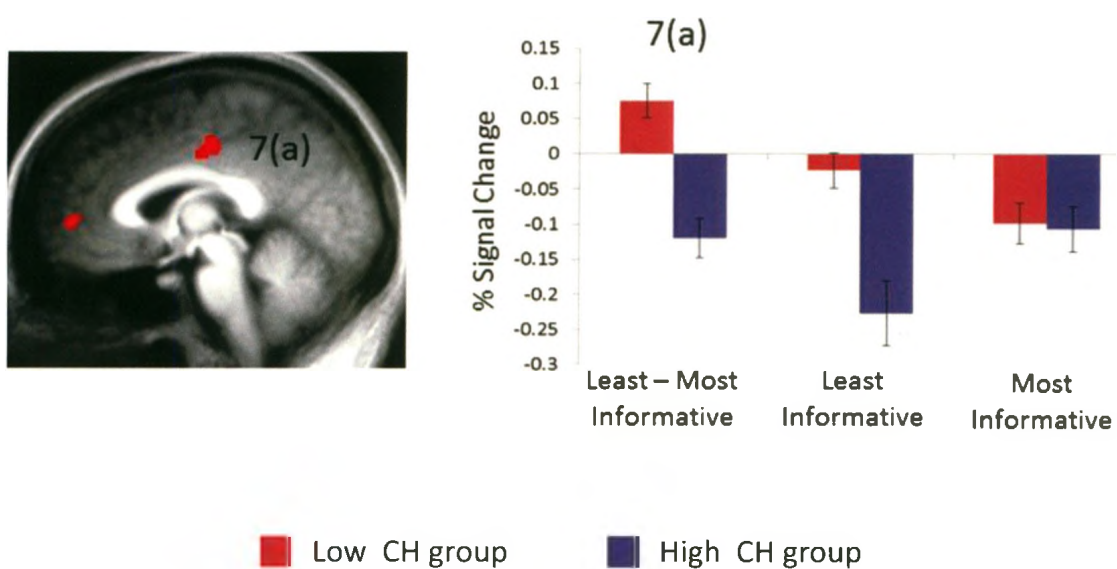 7(a)
7(a)
% Signal Change
0.15
0.1
0.05
0
-0.05
-0.1
-0.15
-0.2
-0.25
-0.3
Least – Most
Informative
Least
Informative
Most
Informative
Low CH group
High CH group